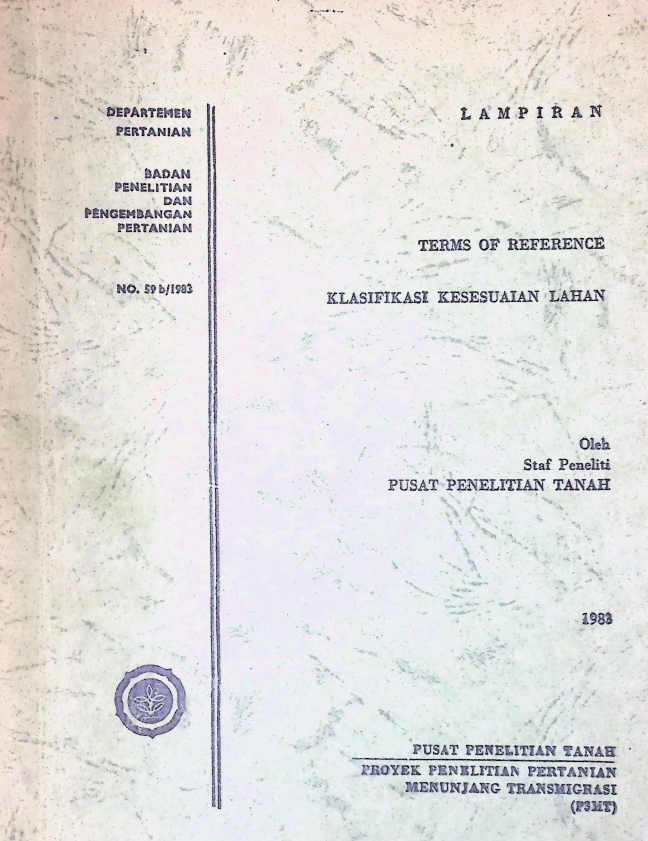 DEPARTEMEN
PERTANIAN
BADAN
PENELITIAN
DAN
PENGEMBANGAN
PERTANIAN
NO. 59 b/1983
LAMPIRAN
TERMS OF REFERENCE
KLASIFIKASI KESESUAIAN LAHAN
Oleh
Staf Peneliti
PUSAT PENELITIAN TANAH
1983
PUSAT PENELITIAN TANAH
PROYEK PENELITIAN PERTANIAN
MENUNJANG TRANSMIGRASI
(P3MT)